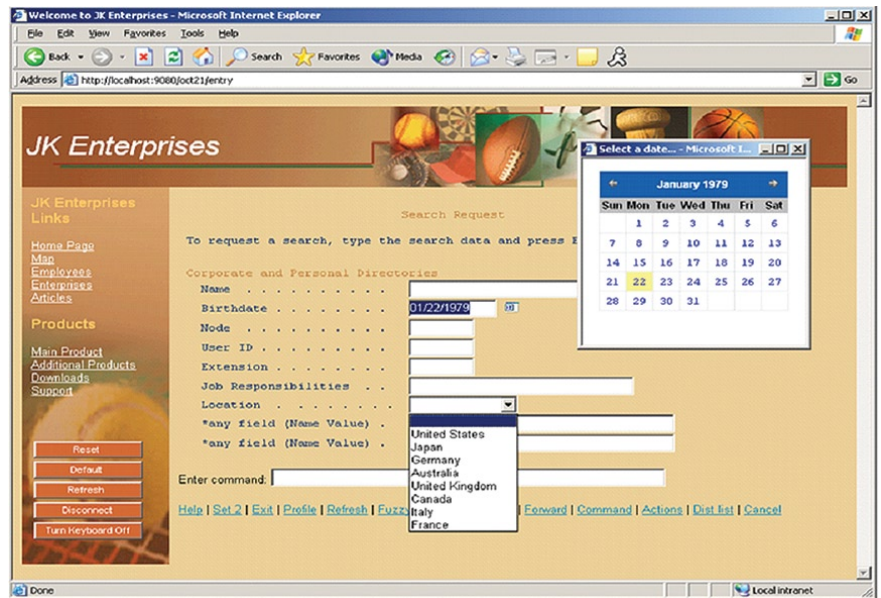 Welcome to JK Enterprises - Microsoft Internet Explorer
File Edit View Favorites Tools Help
Back Search Favorites Media
Address http://localhost:9080/oct21/entry Go
JK Enterprises
Select a date... - Microsoft I...
January 1979
Sun Mon Tue Wed Thu Fri Sat
1 2 3 4 5 6
7 8 9 10 11 12 13
14 15 16 17 18 19 20
21 22 23 24 25 26 27
28 29 30 31
JK Enterprises
Links
Home Page
Map
Employees
Enterprises
Articles
Products
Main Product
Additional Products
Downloads
Support
Reset
Default
Refresh
Disconnect
Turn Keyboard Off
Search Request
To request a search, type the search data and press
Corporate and Personal Directories
Name . . . . . . . . . .
Birthdate . . . . . . . . 01/22/1979
Node . . . . . . . . . .
User ID . . . . . . . . .
Extension . . . . . . . .
Job Responsibilities . .
Location . . . . . . . .
*any field (Name Value) .
*any field (Name Value) .
United States
Japan
Germany
Australia
United Kingdom
Canada
Italy
France
Enter command:
Help | Set 2 | Exit | Profile | Refresh | Fuzzy | Forward | Command | Actions | Dist list | Cancel
Done Local intranet